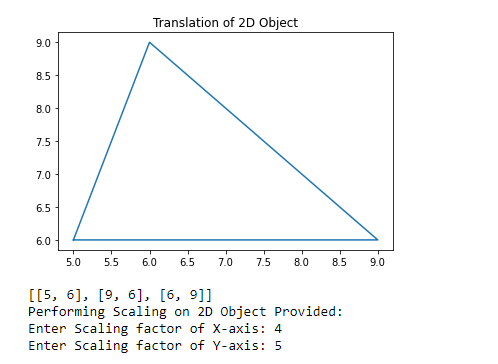 Translation of 2D Object
9.0
8.5
8.0
7.5
7.0
6.5
6.0
5.0 5.5 6.0 6.5 7.0 7.5 8.0 8.5 9.0
[[5, 6], [9, 6], [6, 9]]
Performing Scaling on 2D Object Provided:
Enter Scaling factor of X-axis: 4
Enter Scaling factor of Y-axis: 5